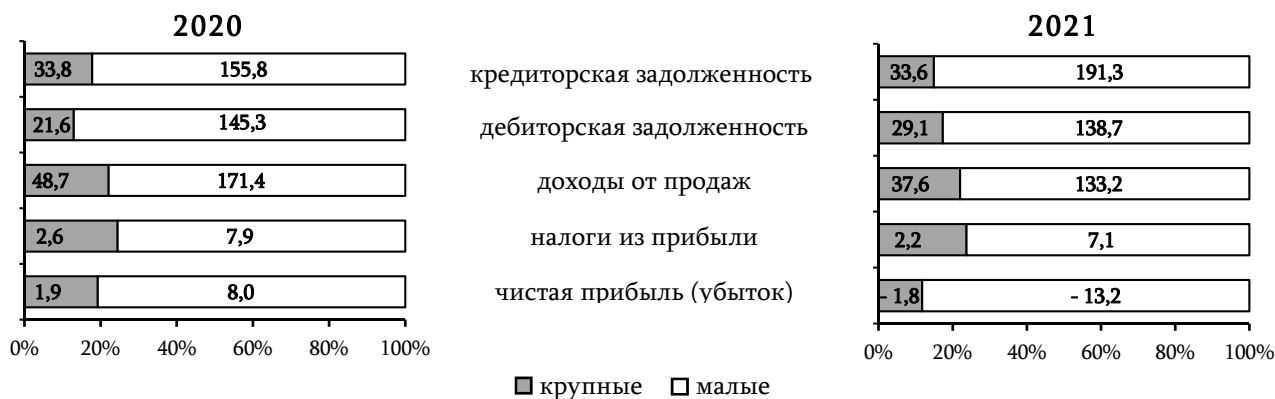 2020 2021
33,8 155,8 кредиторская задолженность 33,6 191,3
21,6 145,3 дебиторская задолженность 29,1 138,7
48,7 171,4 доходы от продаж 37,6 133,2
2,6 7,9 налоги из прибыли 2,2 7,1
1,9 8,0 чистая прибыль (убыток) - 1,8 - 13,2
0% 20% 40% 60% 80% 100% 0% 20% 40% 60% 80% 100%
крупные малые